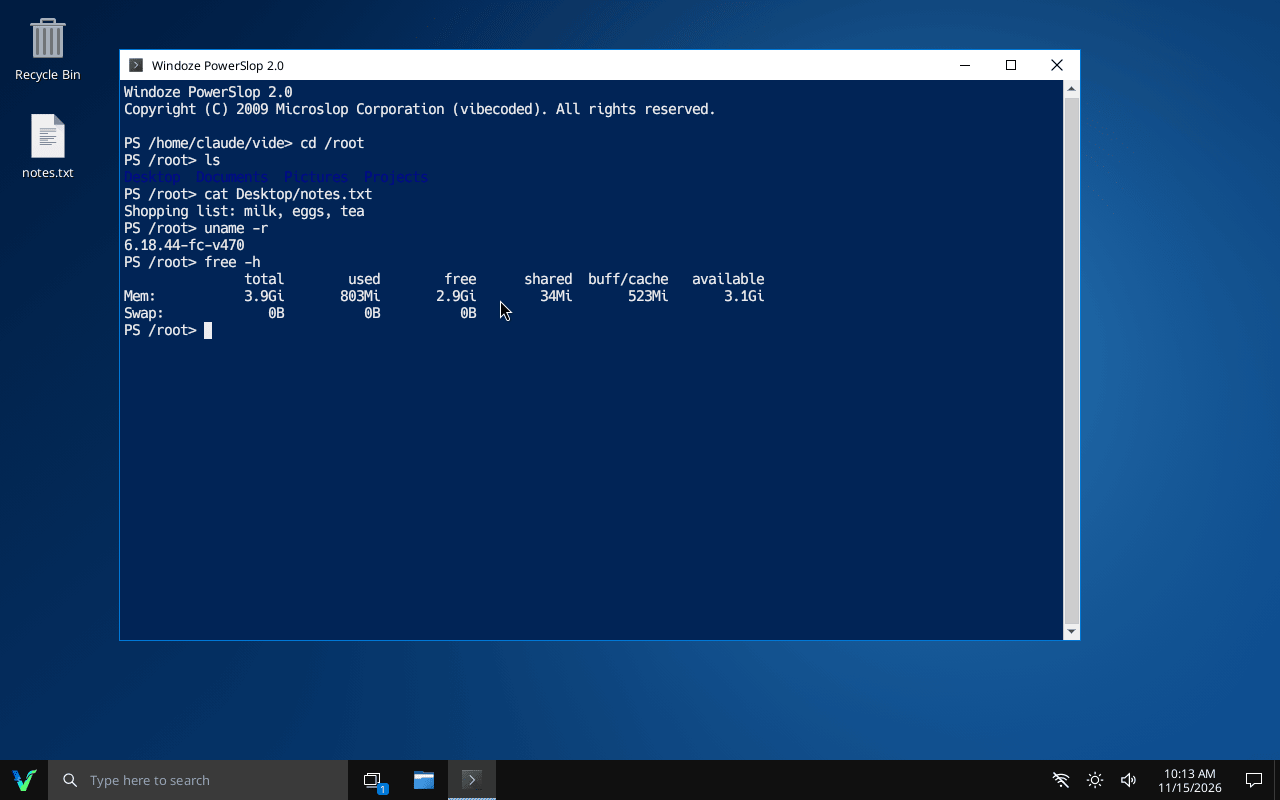 Recycle Bin
notes.txt
Windoze PowerSlop 2.0
Windoze PowerSlop 2.0
Copyright (C) 2009 Microslop Corporation (vibecoded). All rights reserved.
PS /home/claude/vide> cd /root
PS /root> ls
Desktop  Documents  Pictures  Projects
PS /root> cat Desktop/notes.txt
Shopping list: milk, eggs, tea
PS /root> uname -r
6.18.44-fc-v470
PS /root> free -h
               total        used        free      shared  buff/cache   available
Mem:           3.9Gi       803Mi       2.9Gi        34Mi       523Mi       3.1Gi
Swap:             0B          0B          0B
PS /root>
Type here to search
1
10:13 AM
11/15/2026